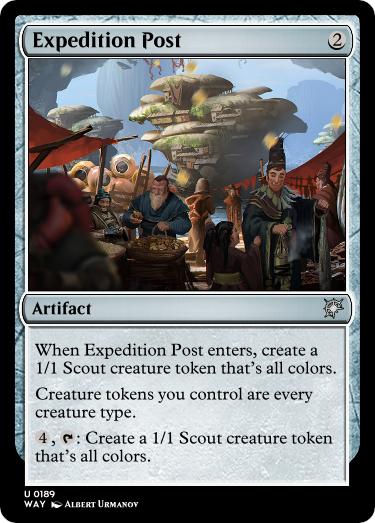 Expedition Post 2
Artifact
When Expedition Post enters, create a
1/1 Scout creature token that's all colors.
Creature tokens you control are every
creature type.
4, : Create a 1/1 Scout creature token
that's all colors.
U 0189
WAY Albert Urmanov